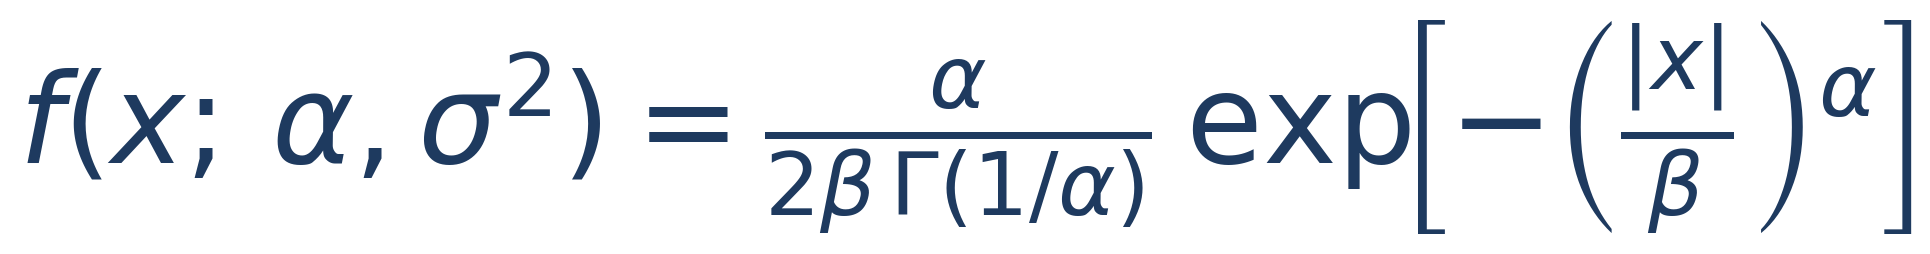 f(x; α, σ²) = α / (2β Γ(1/α)) exp[−(|x|/β)^α]